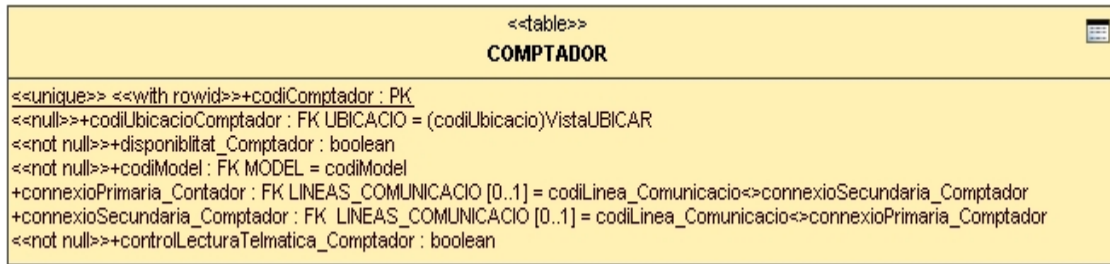 <<table>>
COMPTADOR
<<unique>> <<with rowid>>+codiComptador : PK
<<null>>+codiUbicacioComptador : FK UBICACIO = (codiUbicacio)VistaUBICAR
<<not null>>+disponiblitat_Comptador : boolean
<<not null>>+codiModel : FK MODEL = codiModel
+connexioPrimaria_Contador : FK LINEAS_COMUNICACIO [0..1] = codiLinea_Comunicacio<>connexioSecundaria_Comptador
+connexioSecundaria_Comptador : FK  LINEAS_COMUNICACIO [0..1] = codiLinea_Comunicacio<>connexioPrimaria_Comptador
<<not null>>+controlLecturaTelmatica_Comptador : boolean